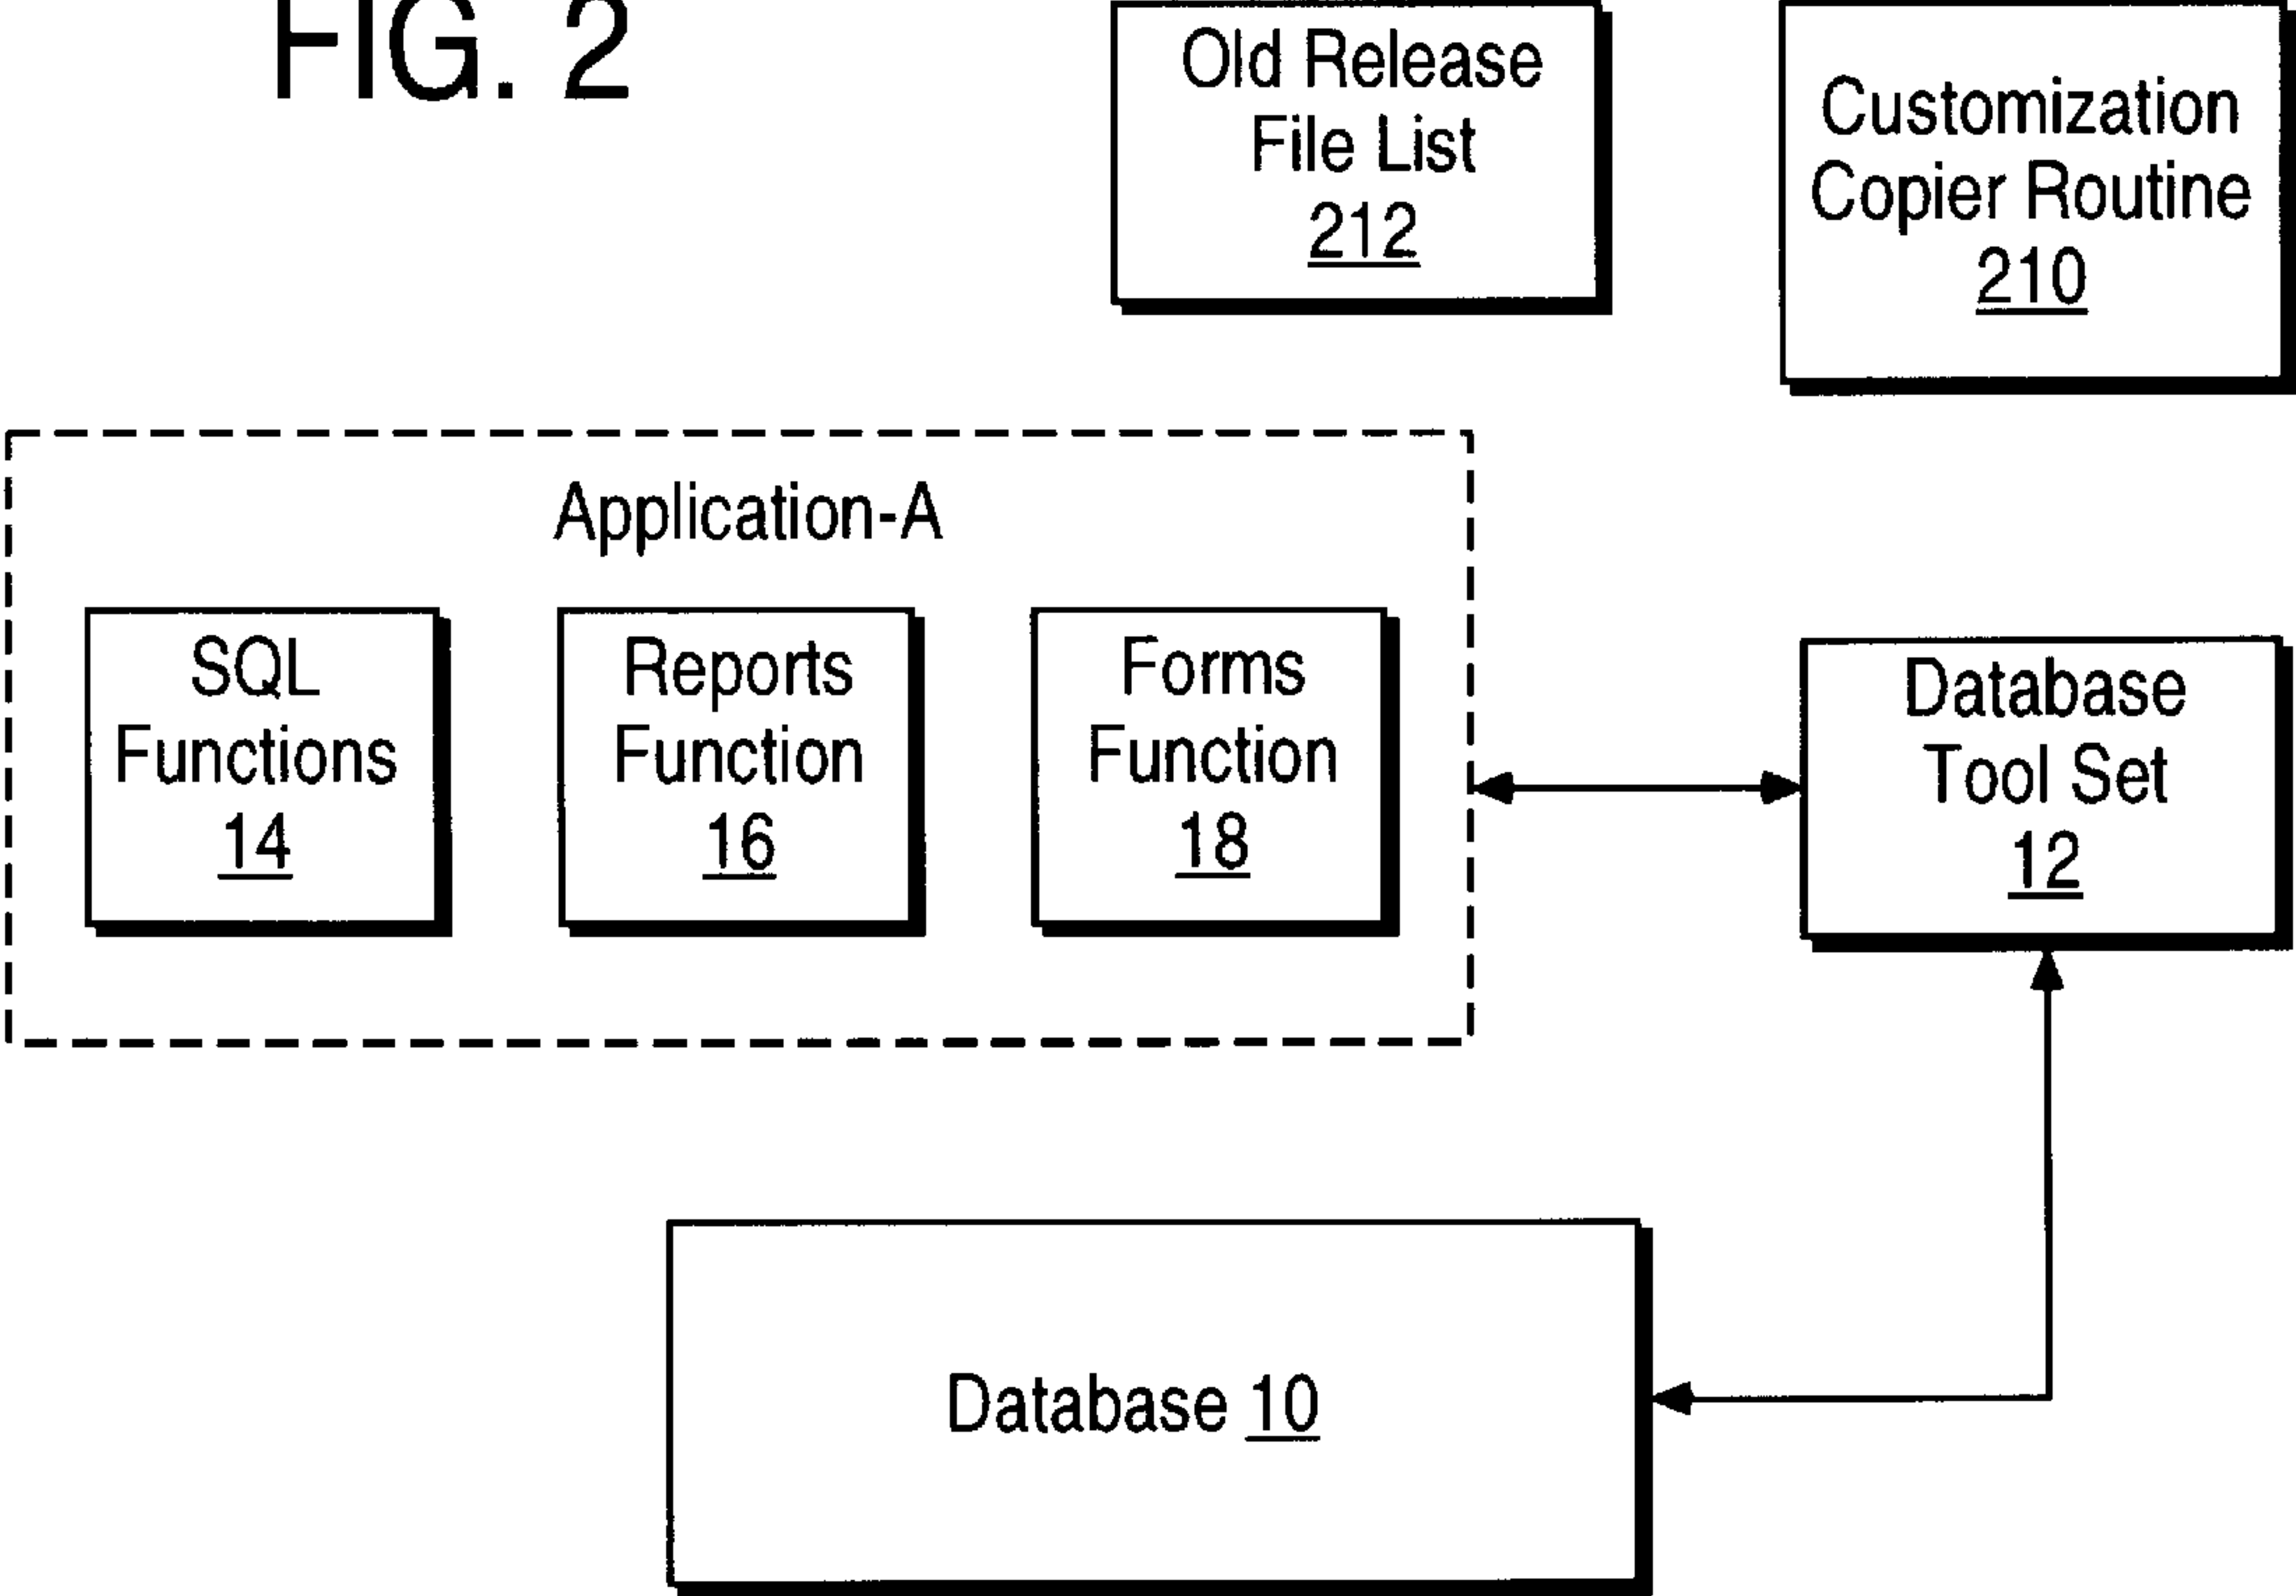 FIG. 2
Old Release
File List
212
Customization
Copier Routine
210
Application-A
SQL
Functions
14
Reports
Function
16
Forms
Function
18
Database
Tool Set
12
Database 10